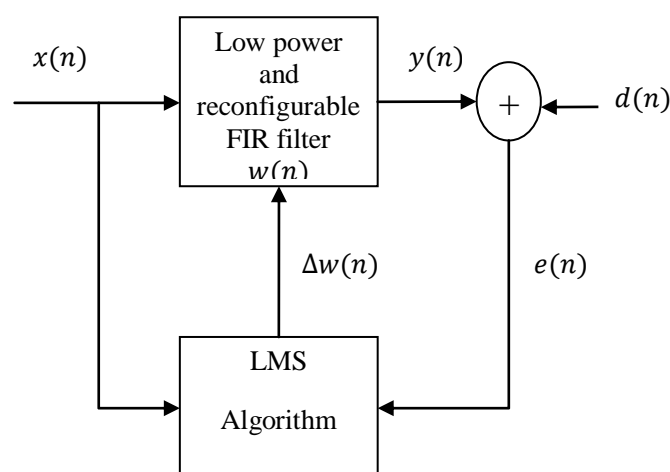 x(n)
Low power
and
reconfigurable
FIR filter
w(n)
y(n)
+
d(n)
Δw(n)
e(n)
LMS
Algorithm